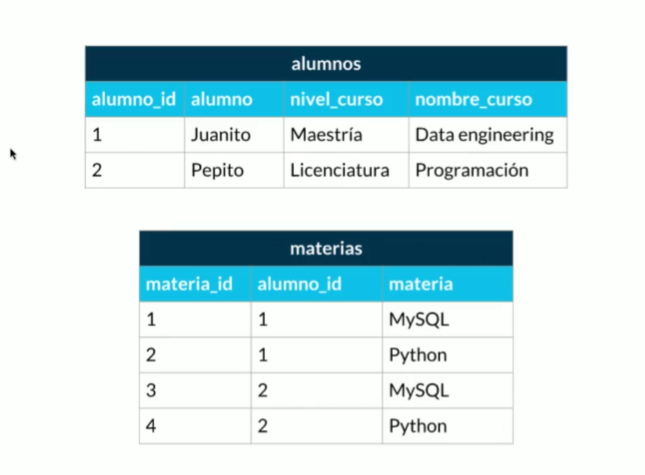 alumnos
alumno_id alumno nivel_curso nombre_curso
1 Juanito Maestría Data engineering
2 Pepito Licenciatura Programación
materias
materia_id alumno_id materia
1 1 MySQL
2 1 Python
3 2 MySQL
4 2 Python